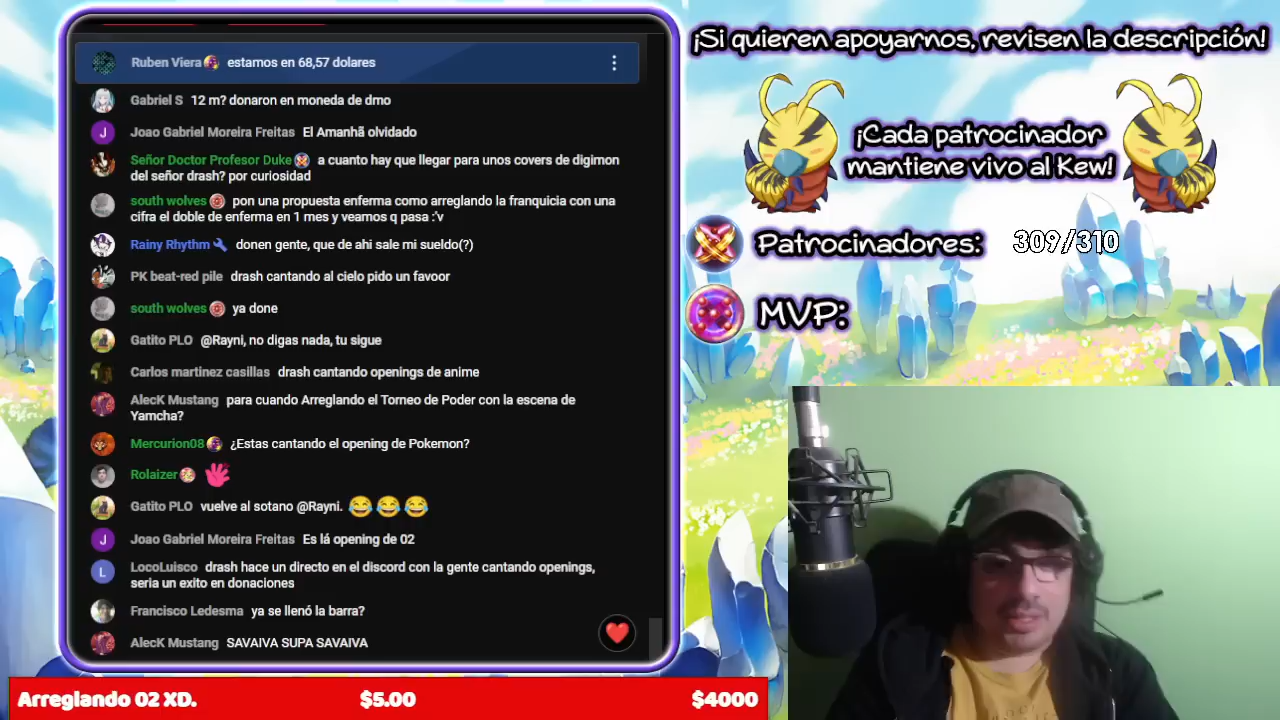 Ruben Viera estamos en 68,57 dolares
Gabriel S 12 m? donaron en moneda de dmo
J Joao Gabriel Moreira Freitas El Amanhã olvidado
Señor Doctor Profesor Duke a cuanto hay que llegar para unos covers de digimon
del señor drash? por curiosidad
south wolves pon una propuesta enferma como arreglando la franquicia con una
cifra el doble de enferma en 1 mes y veamos q pasa :'v
Rainy Rhythm donen gente, que de ahi sale mi sueldo(?)
PK beat-red pile drash cantando al cielo pido un favoor
south wolves ya done
Gatito PLO @Rayni, no digas nada, tu sigue
Carlos martinez casillas drash cantando openings de anime
AlecK Mustang para cuando Arreglando el Torneo de Poder con la escena de
Yamcha?
Mercurion08 ¿Estas cantando el opening de Pokemon?
Rolaizer
Gatito PLO vuelve al sotano @Rayni. 😂😂😂
J Joao Gabriel Moreira Freitas Es lá opening de 02
L LocoLuisco drash hace un directo en el discord con la gente cantando openings,
seria un exito en donaciones
Francisco Ledesma ya se llenó la barra?
AlecK Mustang SAVAIVA SUPA SAVAIVA
¡Si quieren apoyarnos, revisen la descripción!
¡Cada patrocinador
mantiene vivo al Kew!
Patrocinadores: 309/310
MVP:
Arreglando 02 XD. $5.00 $4000